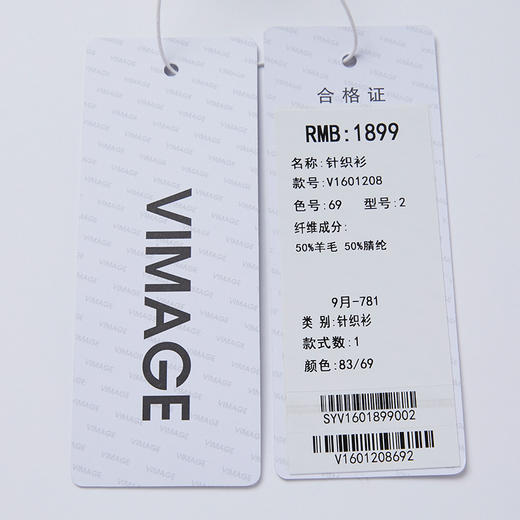 VIMAGE
合格证
RMB:1899
名称:针织衫
款号:V1601208
色号:69 型号:2
纤维成分:
50%羊毛 50%腈纶
9月-781
类别:针织衫
款式数:1
颜色:83/69
SYV1601899002
V1601208692